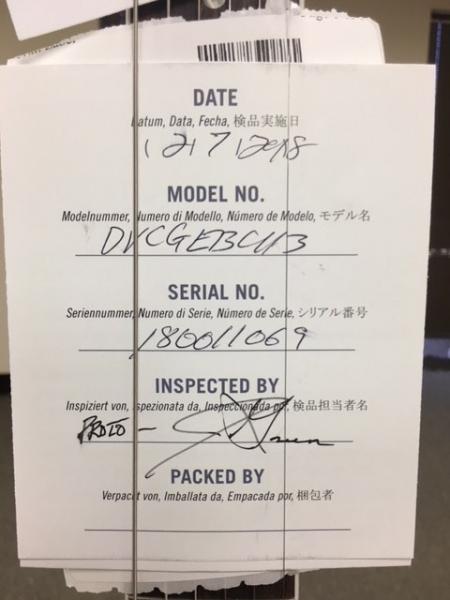 DATE
Datum, Data, Fecha, 検品実施日
12/7/2018
MODEL NO.
Modelnummer, Numero di Modello, Número de Modelo, モデル名
DVCGEBCH3
SERIAL NO.
Seriennummer, Numero di Serie, Número de Serie, シリアル番号
180011069
INSPECTED BY
Inspiziert von, Ispezionata da, Inspeccionada por, 検品担当者名
PACKED BY
Verpackt von, Imballata da, Empacada por, 梱包者